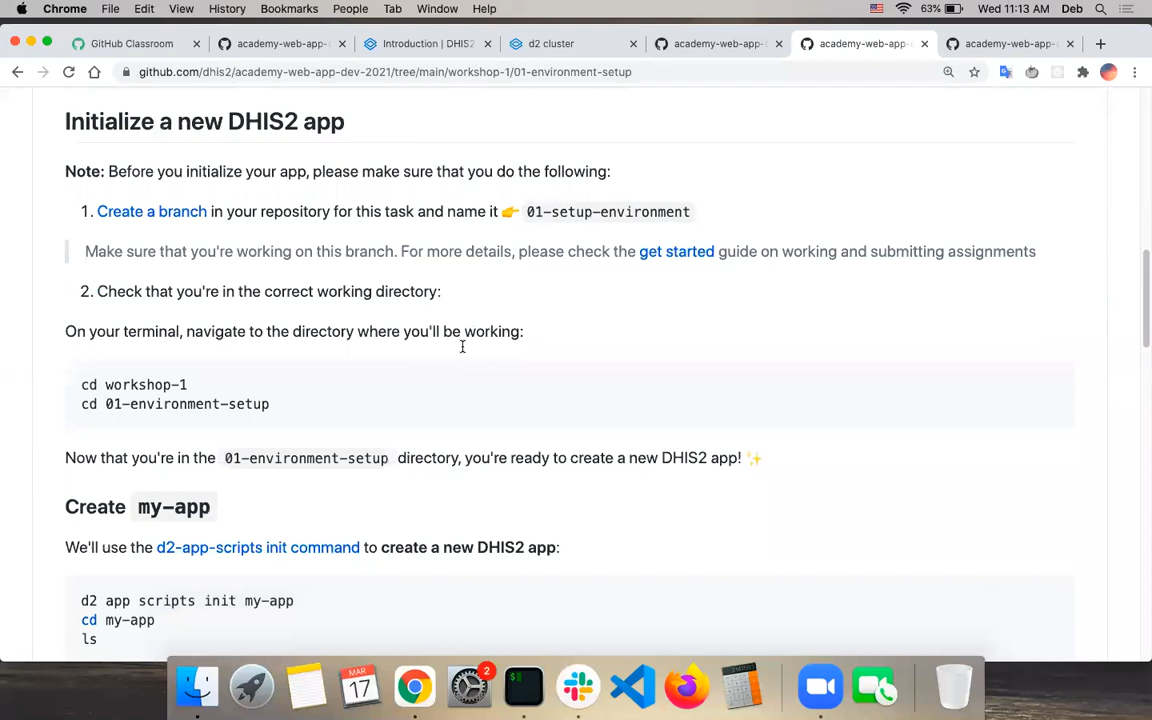 Chrome File Edit View History Bookmarks People Tab Window Help 63% Wed 11:13 AM Deb
GitHub Classroom academy-web-app- Introduction | DHIS2 d2 cluster academy-web-app- academy-web-app- academy-web-app-
github.com/dhis2/academy-web-app-dev-2021/tree/main/workshop-1/01-environment-setup
Initialize a new DHIS2 app
Note: Before you initialize your app, please make sure that you do the following:
1. Create a branch in your repository for this task and name it 👉 01-setup-environment
Make sure that you're working on this branch. For more details, please check the get started guide on working and submitting assignments
2. Check that you're in the correct working directory:
On your terminal, navigate to the directory where you'll be working:
cd workshop-1
cd 01-environment-setup
Now that you're in the 01-environment-setup directory, you're ready to create a new DHIS2 app! ✨
Create my-app
We'll use the d2-app-scripts init command to create a new DHIS2 app:
d2 app scripts init my-app
cd my-app
ls
MAR
17
2
$